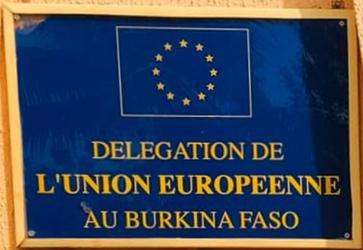 DELEGATION DE
L'UNION EUROPEENNE
AU BURKINA FASO